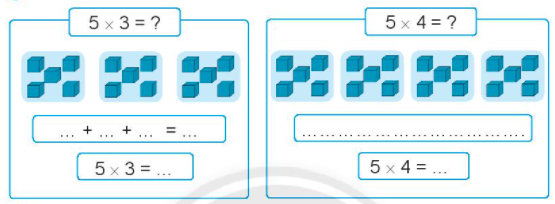 5 × 3 = ?
... + ... + ... = ...
5 × 3 = ...
5 × 4 = ?
......................................
5 × 4 = ...